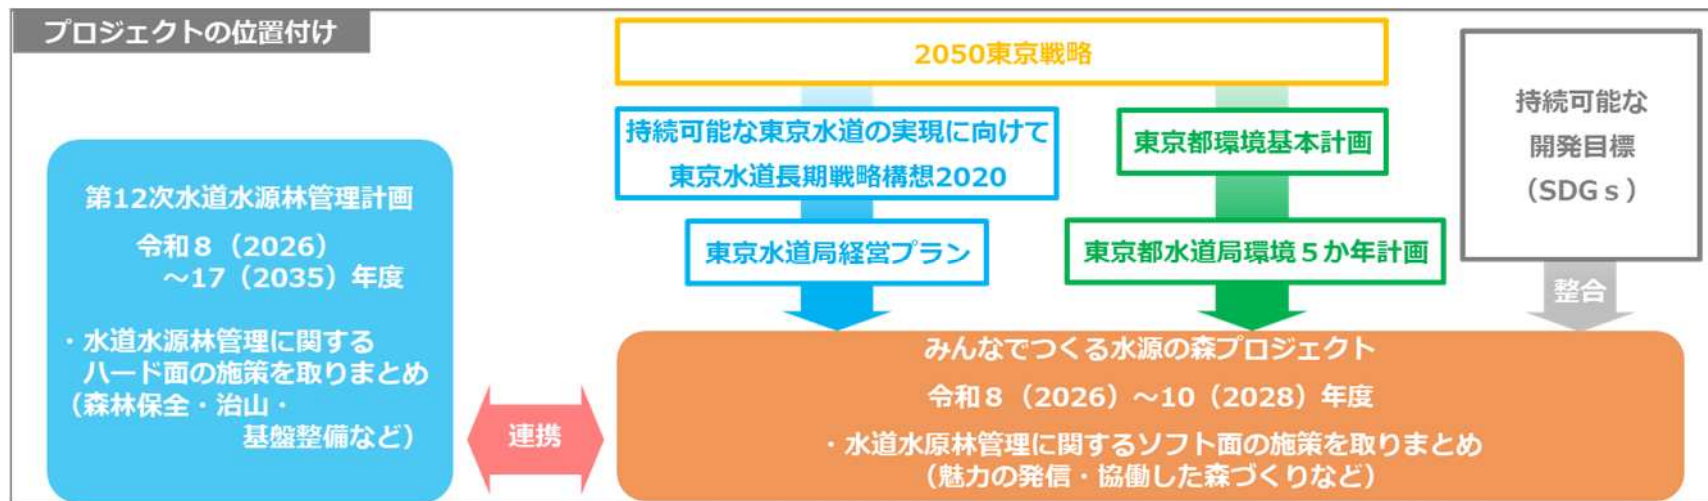 プロジェクトの位置付け
2050東京戦略
持続可能な東京水道の実現に向けて
東京水道長期戦略構想2020
東京水道局経営プラン
東京都環境基本計画
東京都水道局環境５か年計画
持続可能な
開発目標
（SDGｓ）
整合
第12次水道水源林管理計画
令和８（2026）
～17（2035）年度
・水道水源林管理に関する
ハード面の施策を取りまとめ
（森林保全・治山・
基盤整備など）
連携
みんなでつくる水源の森プロジェクト
令和８（2026）～10（2028）年度
・水道水原林管理に関するソフト面の施策を取りまとめ
（魅力の発信・協働した森づくりなど）